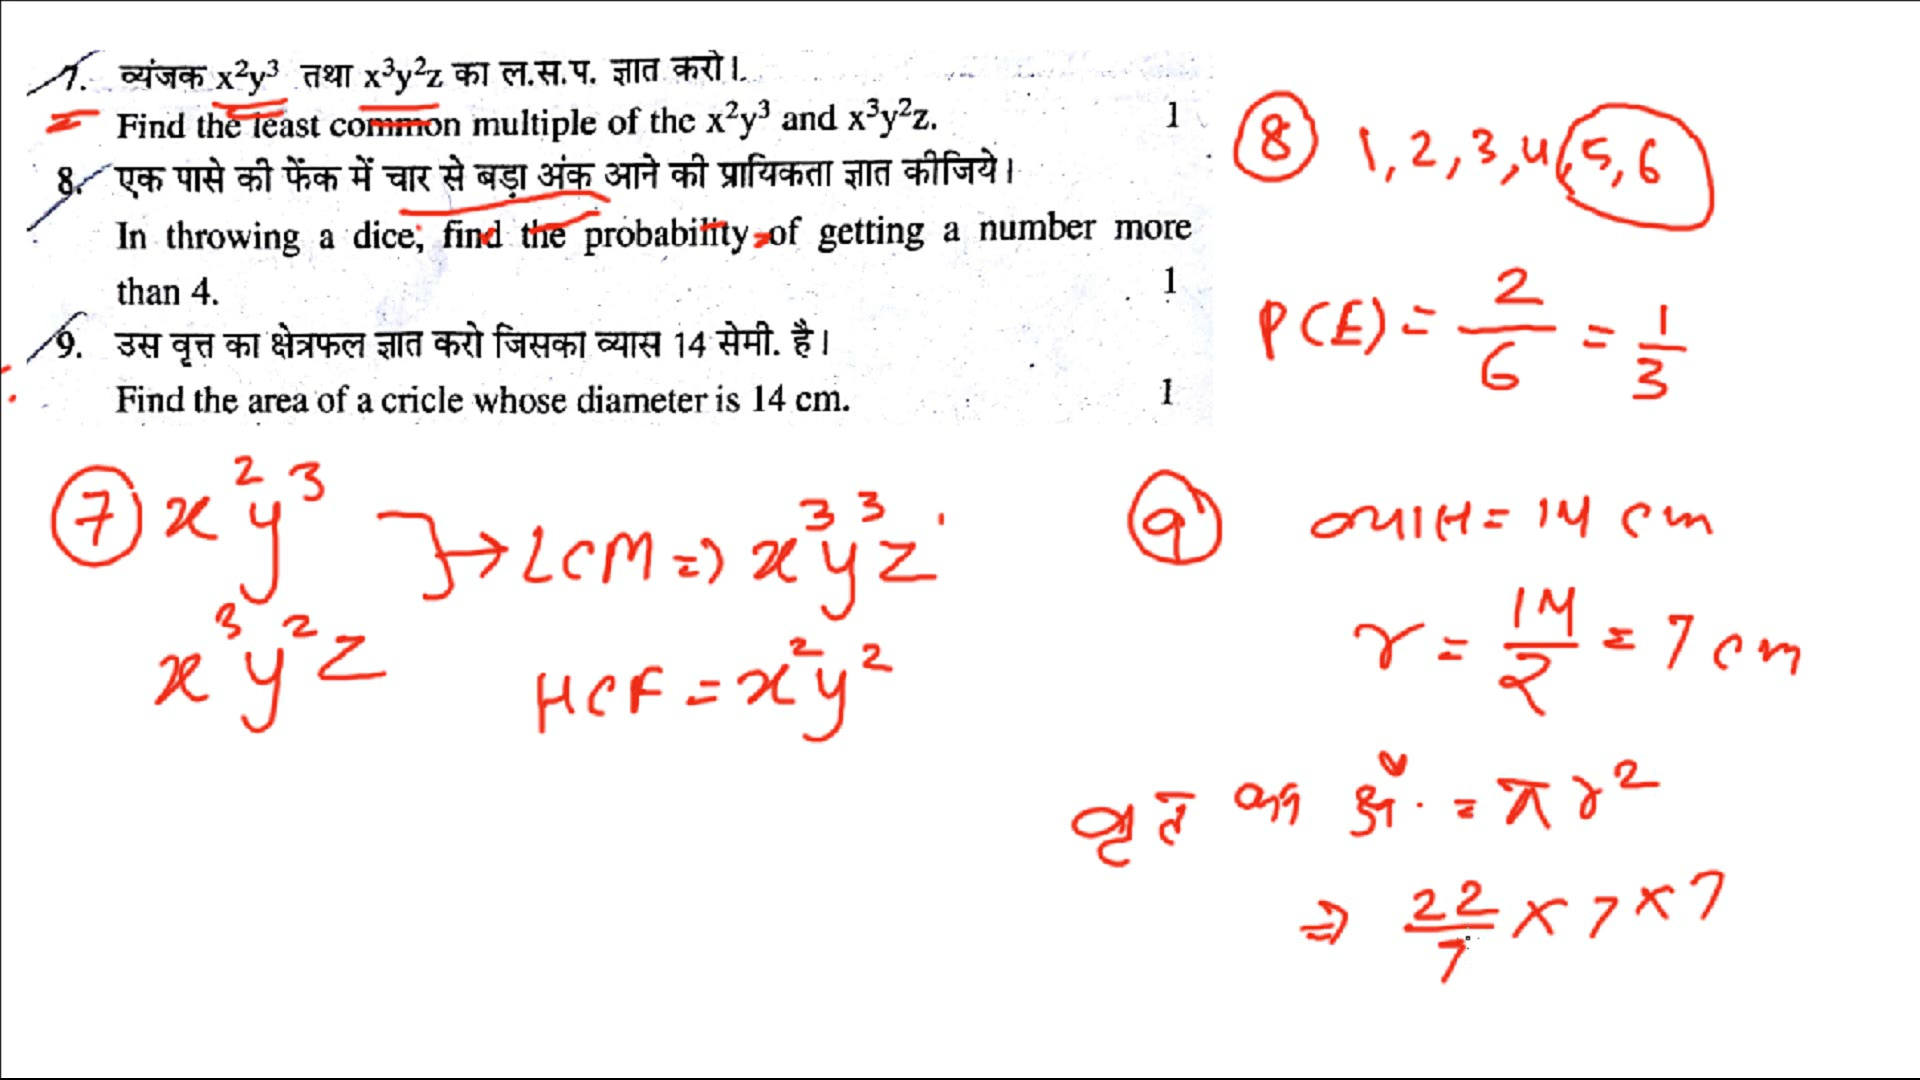 7. व्यंजक x²y³ तथा x³y²z का ल.स.प. ज्ञात करो।
Find the least common multiple of the x²y³ and x³y²z. 1
8. एक पासे की फेंक में चार से बड़ा अंक आने की प्रायिकता ज्ञात कीजिये।
In throwing a dice, find the probability of getting a number more
than 4. 1
9. उस वृत्त का क्षेत्रफल ज्ञात करो जिसका व्यास 14 सेमी. है।
Find the area of a cricle whose diameter is 14 cm. 1
7 x²y³
x³y²z
LCM ⇒ x³y³z
HCF = x²y²
8 1, 2, 3, 4, 5, 6
P(E) = 2/6 = 1/3
9 व्यास = 14 cm
r = 14/2 = 7 cm
वृत्त का क्षे. = πr²
⇒ 22/7 × 7 × 7